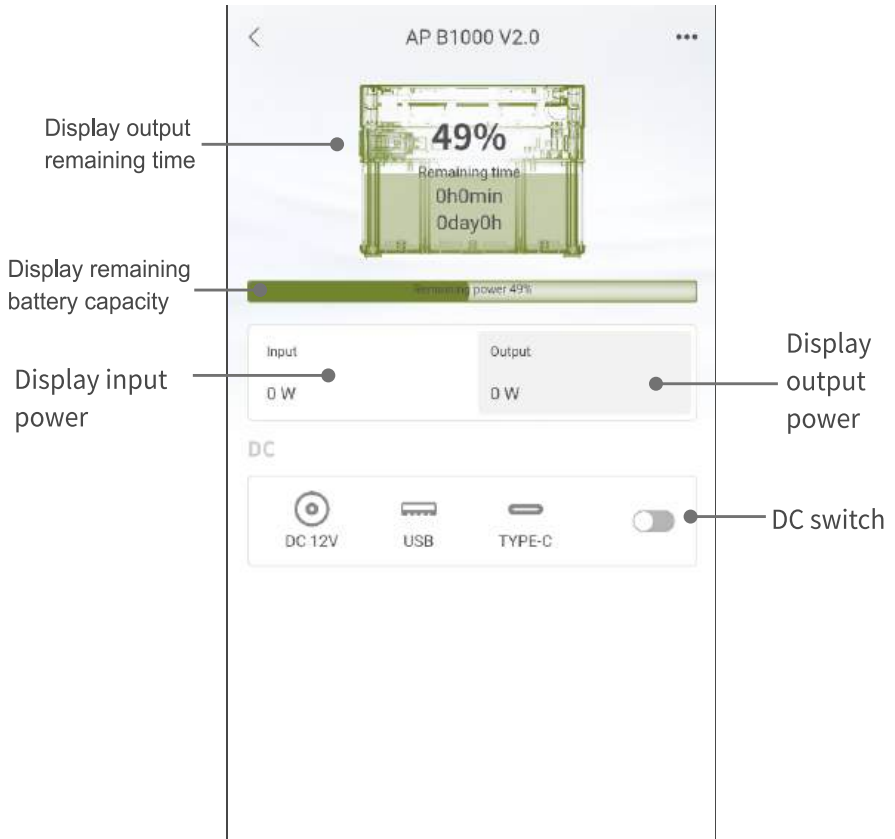 AP B1000 V2.0
Display output
remaining time
49%
Remaining time
0h0min
0day0h
Display remaining
battery capacity
Remaining power 49%
Display input
power
Input
0 W
Output
0 W
Display
output
power
DC
DC 12V
USB
TYPE-C
DC switch